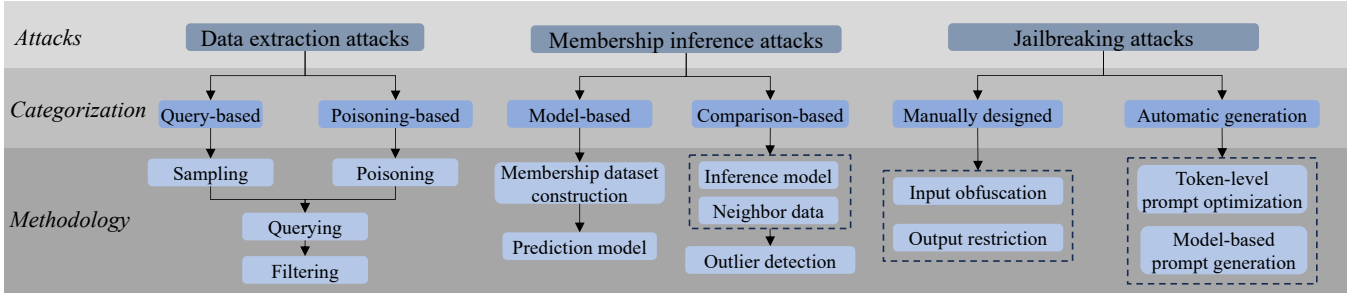 Attacks
Data extraction attacks
Membership inference attacks
Jailbreaking attacks
Categorization
Query-based
Poisoning-based
Model-based
Comparison-based
Manually designed
Automatic generation
Methodology
Sampling
Poisoning
Querying
Filtering
Membership dataset
construction
Prediction model
Inference model
Neighbor data
Outlier detection
Input obfuscation
Output restriction
Token-level
prompt optimization
Model-based
prompt generation